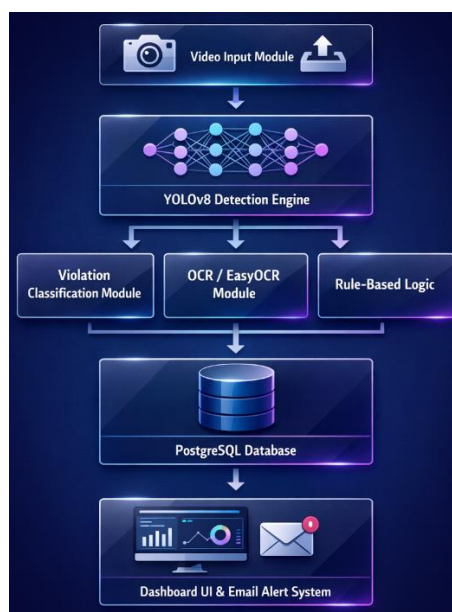 Video Input Module
YOLOv8 Detection Engine
Violation
Classification Module
OCR / EasyOCR
Module
Rule-Based Logic
PostgreSQL Database
Dashboard UI & Email Alert System